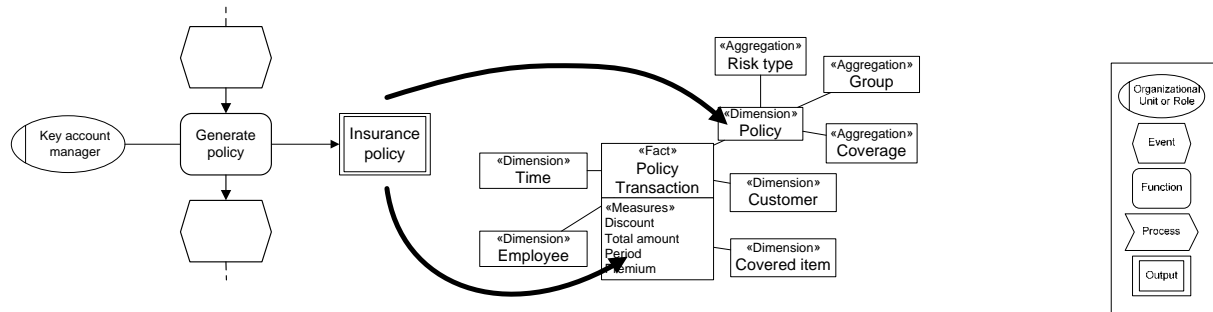 Key account
manager
Generate
policy
Insurance
policy
«Aggregation»
Risk type
«Aggregation»
Group
«Dimension»
Policy
«Aggregation»
Coverage
«Fact»
Policy
Transaction
«Measures»
Discount
Total amount
Period
Premium
«Dimension»
Time
«Dimension»
Employee
«Dimension»
Customer
«Dimension»
Covered item
Organizational
Unit or Role
Event
Function
Process
Output